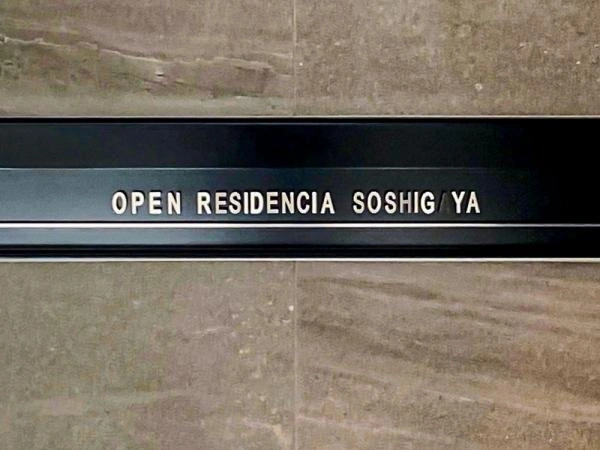 OPEN RESIDENCIA SOSHIG YA